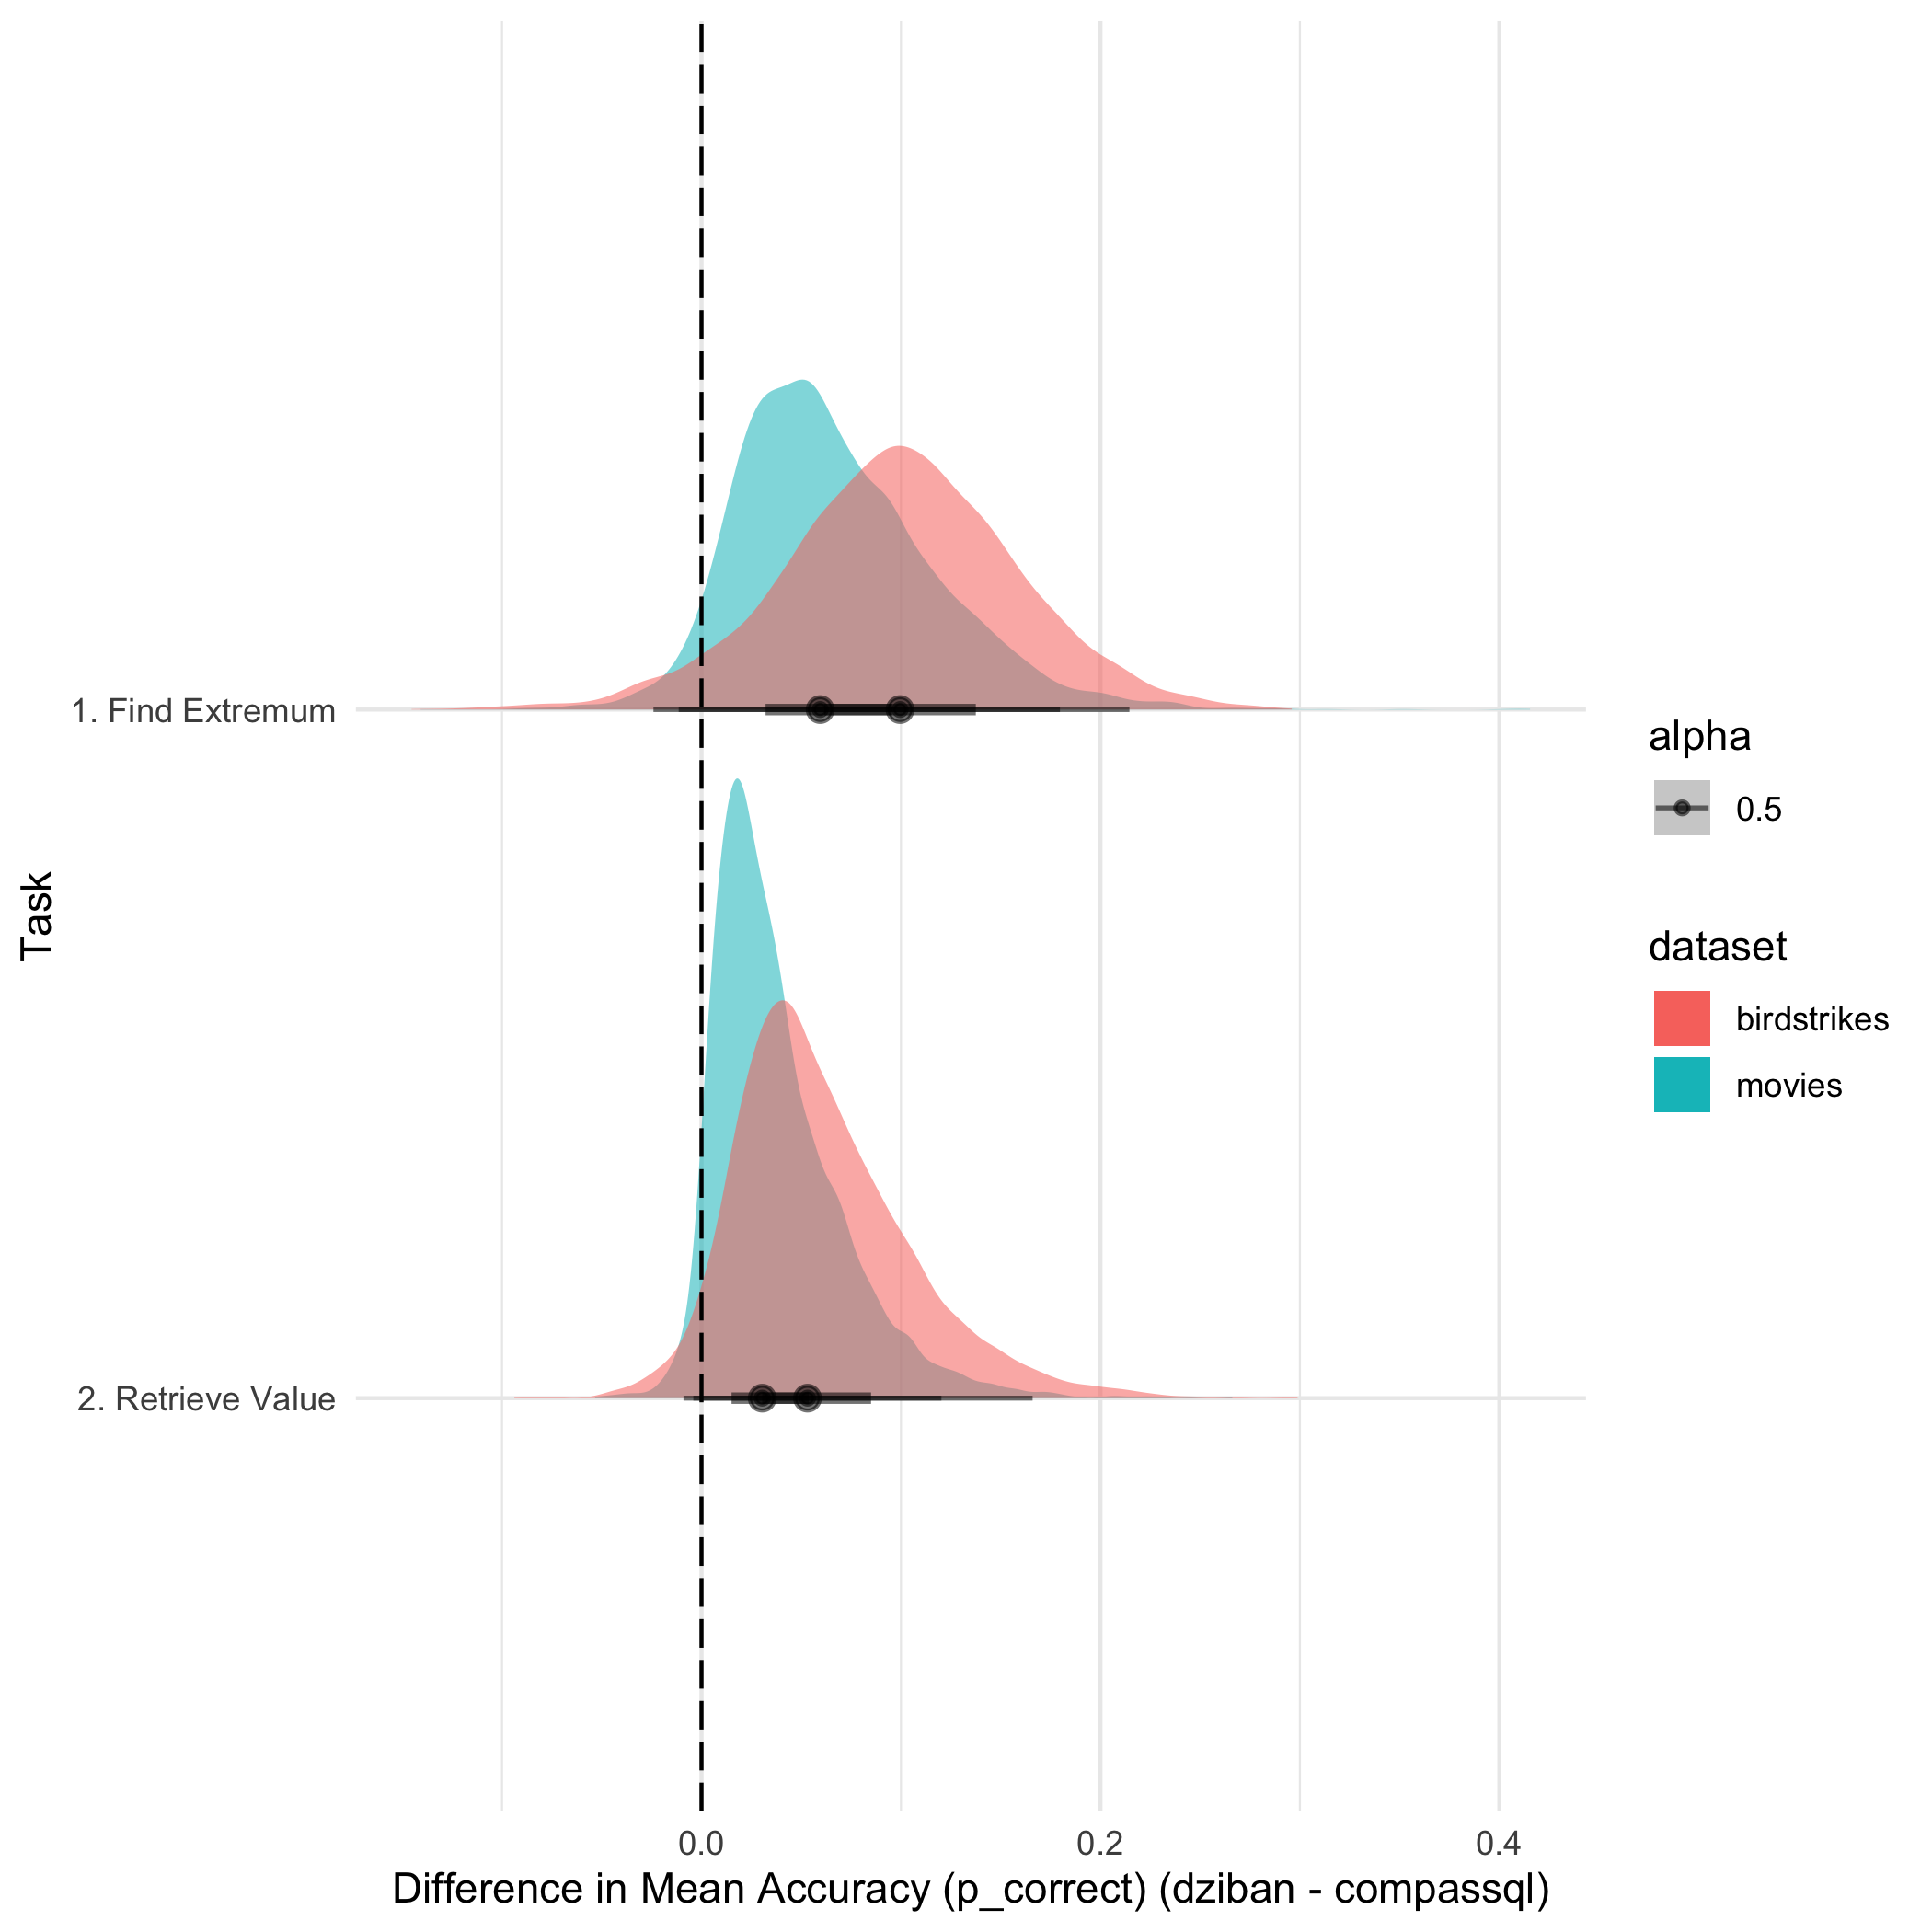 Task
1. Find Extremum
2. Retrieve Value
0.0
0.2
0.4
Difference in Mean Accuracy (p_correct) (dziban - compassql)
alpha
0.5
dataset
birdstrikes
movies